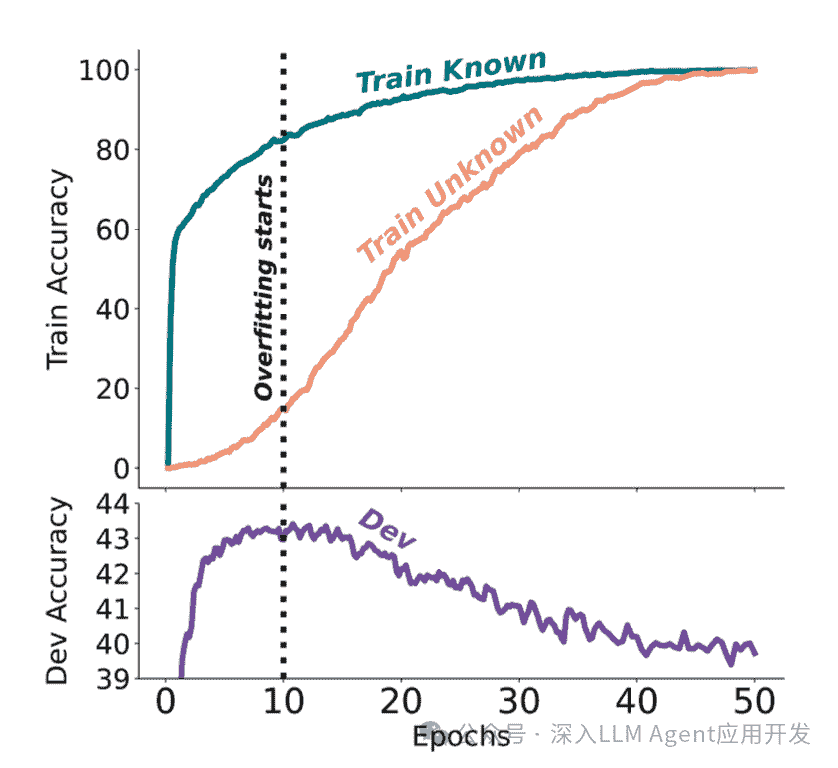 Train Accuracy
100
80
60
40
20
0
Train Known
Train Unknown
Overfitting starts
Dev Accuracy
44
43
42
41
40
39
Dev
0 10 20 30 40 50
Epochs
公众号 · 深入LLM Agent应用开发